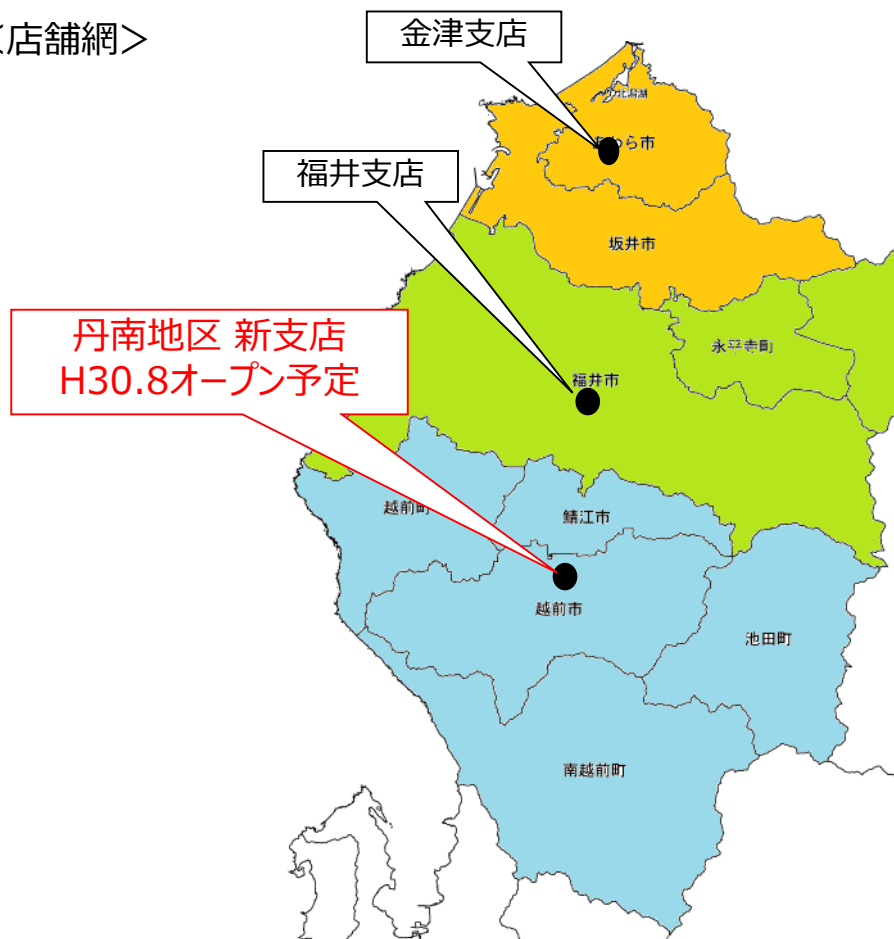 店舗網>
金津支店
北潟湖
わら市
福井支店
坂井市
丹南地区 新支店
H30.8オープン予定
永平寺町
福井市
越前町
鯖江市
越前市
池田町
南越前町